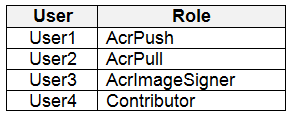 User Role
User1 AcrPush
User2 AcrPull
User3 AcrImageSigner
User4 Contributor